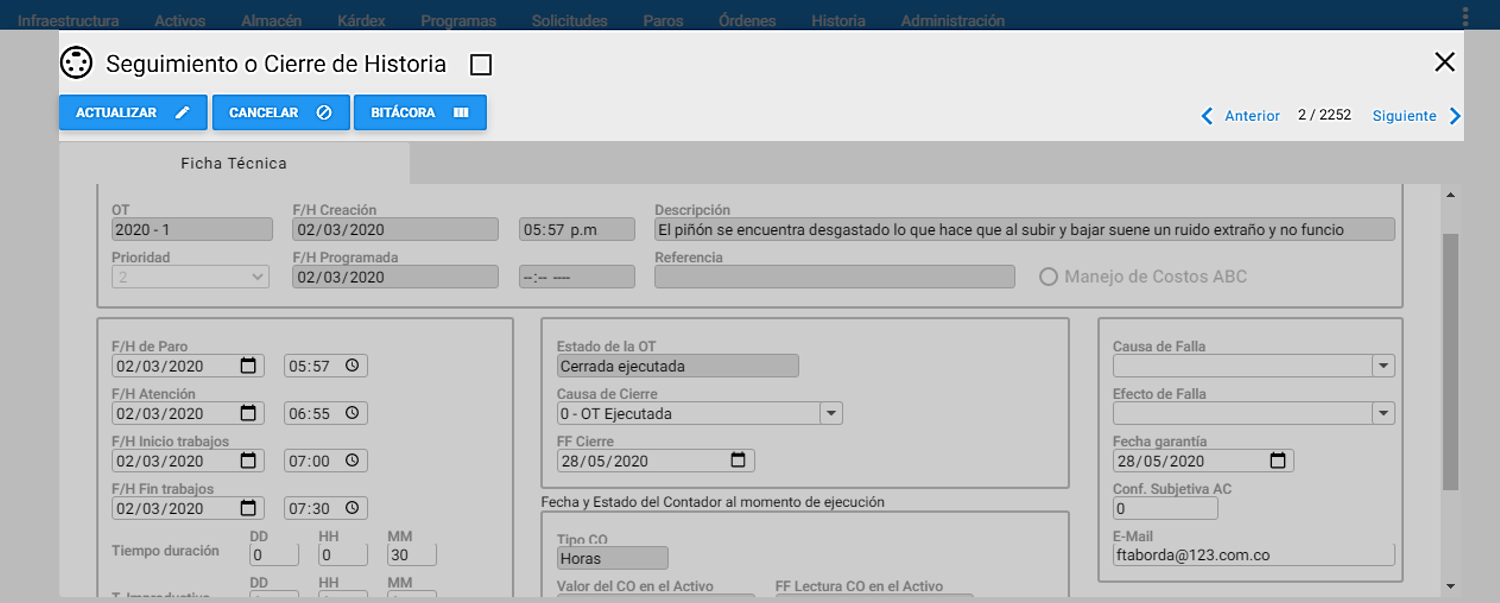 Infraestructura Activos Almacén Kárdex Programas Solicitudes Paros Órdenes Historia Administración
Seguimiento o Cierre de Historia
ACTUALIZAR CANCELAR BITÁCORA
Anterior 2 / 2252 Siguiente
Ficha Técnica
OT F/H Creación Descripción
2020 - 1 02/03/2020 05:57 p.m El piñón se encuentra desgastado lo que hace que al subir y bajar suene un ruido extraño y no funcio
Prioridad F/H Programada Referencia
2 02/03/2020 --:-- ---- Manejo de Costos ABC
F/H de Paro
02/03/2020 05:57
F/H Atención
02/03/2020 06:55
F/H Inicio trabajos
02/03/2020 07:00
F/H Fin trabajos
02/03/2020 07:30
DD HH MM
Tiempo duración 0 0 30
DD HH MM
T. Improductivo
Estado de la OT
Cerrada ejecutada
Causa de Cierre
0 - OT Ejecutada
FF Cierre
28/05/2020
Fecha y Estado del Contador al momento de ejecución
Tipo CO
Horas
Valor del CO en el Activo FF Lectura CO en el Activo
Causa de Falla
Efecto de Falla
Fecha garantía
28/05/2020
Conf. Subjetiva AC
0
E-Mail
ftaborda@123.com.co